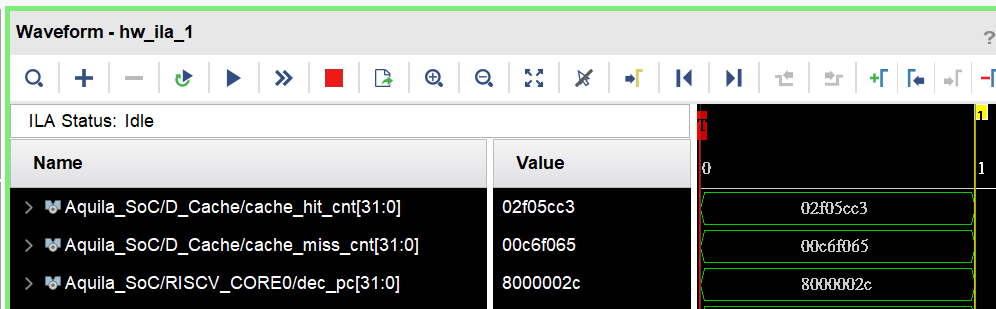 Waveform - hw_ila_1
?
ILA Status: Idle
T
1
Name Value 0 1
Aquila_SoC/D_Cache/cache_hit_cnt[31:0] 02f05cc3 02f05cc3
Aquila_SoC/D_Cache/cache_miss_cnt[31:0] 00c6f065 00c6f065
Aquila_SoC/RISCV_CORE0/dec_pc[31:0] 8000002c 8000002c